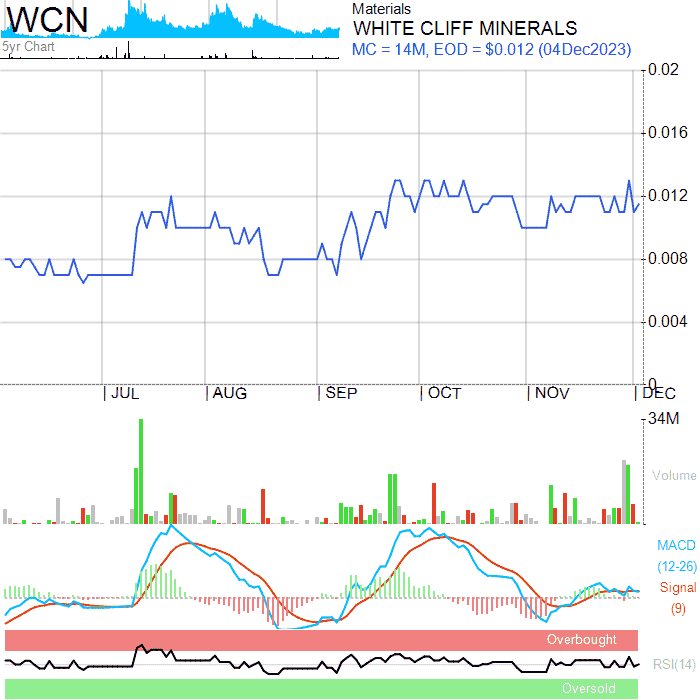 WCN
5yr Chart
Materials
WHITE CLIFF MINERALS
MC = 14M, EOD = $0.012 (04Dec2023)
0.02
0.016
0.012
0.008
0.004
0
JUL AUG SEP OCT NOV DEC
34M
Volume
MACD
(12-26)
Signal
(9)
Overbought
RSI(14)
Oversold